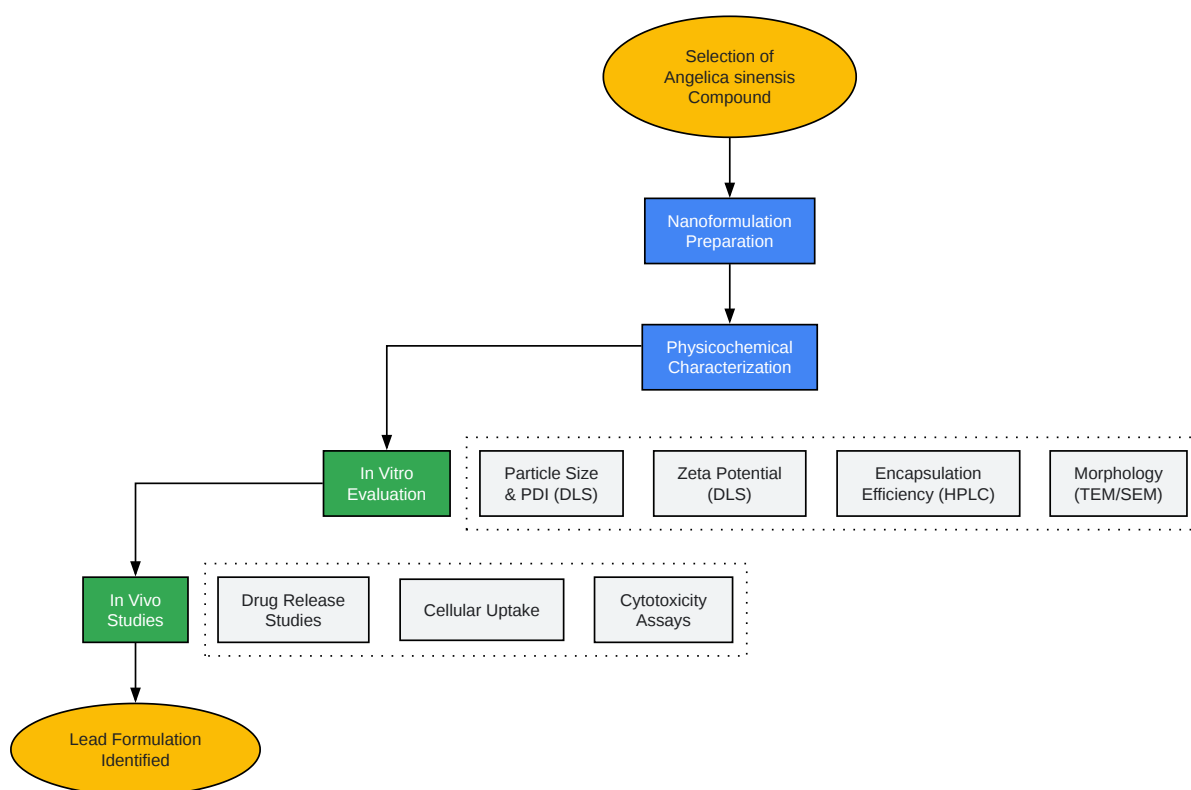 Selection of
Angelica sinensis
Compound
Nanoformulation
Preparation
Physicochemical
Characterization
In Vitro
Evaluation
Particle Size
& PDI (DLS)
Zeta Potential
(DLS)
Encapsulation
Efficiency (HPLC)
Morphology
(TEM/SEM)
In Vivo
Studies
Drug Release
Studies
Cellular Uptake
Cytotoxicity
Assays
Lead Formulation
Identified